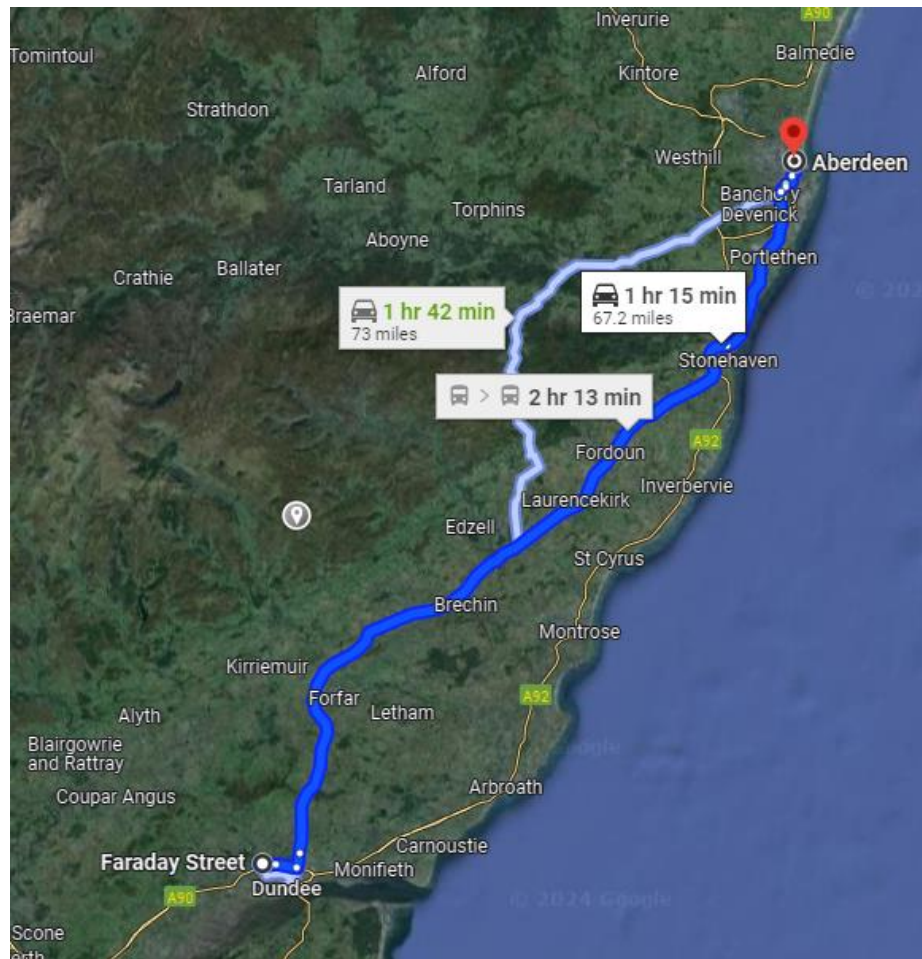 Inverurie
A90
Tomintoul
Balmedie
Alford
Kintore
Strathdon
Westhill
Aberdeen
Tarland
Banchory
Devenick
Torphins
Aboyne
Portlethen
Crathie
Ballater
1 hr 15 min
67.2 miles
Braemar
1 hr 42 min
73 miles
Stonehaven
> 2 hr 13 min
A92
Fordoun
Inverbervie
Laurencekirk
Edzell
St Cyrus
Brechin
Montrose
Kirriemuir
Forfar
A92
Letham
Alyth
Google
Blairgowrie
and Rattray
Arbroath
Coupar Angus
Carnoustie
Faraday Street
Monifieth
Dundee
A90
© 2024 Google
Scone